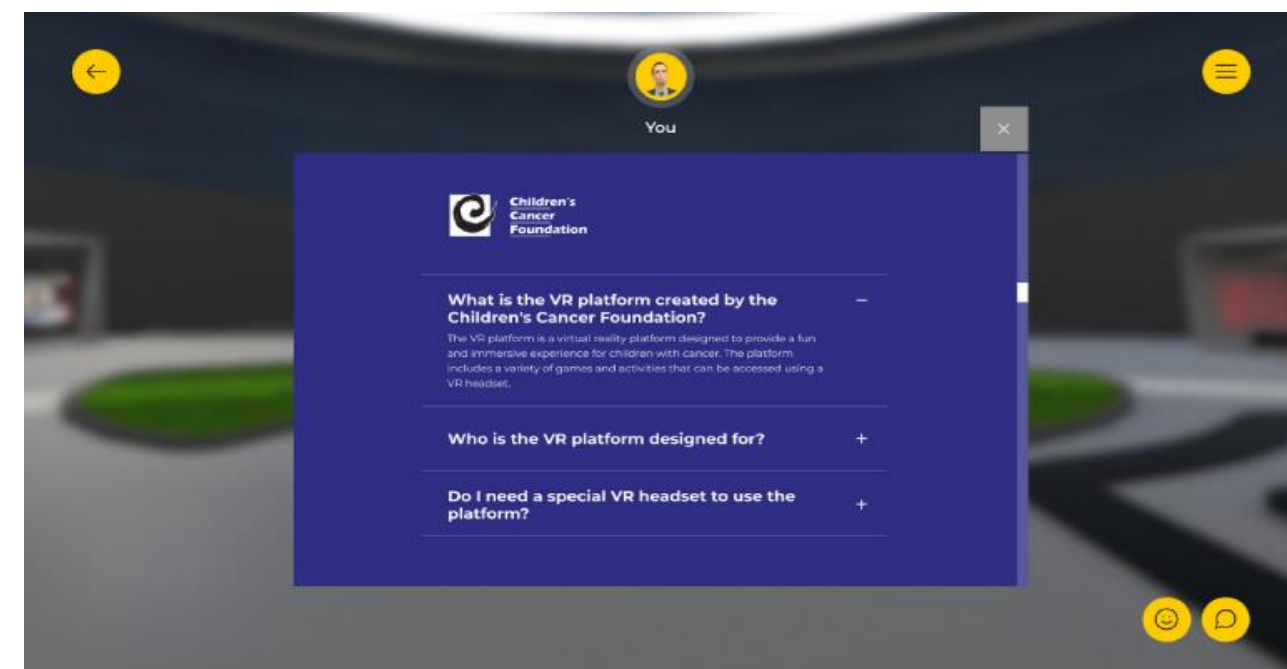 You
Children's
Cancer
Foundation
What is the VR platform created by the
Children's Cancer Foundation?
The VR platform is a virtual reality platform designed to provide a fun
and immersive experience for children with cancer. The platform
includes a variety of games and activities that can be accessed using a
VR headset.
Who is the VR platform designed for?
Do I need a special VR headset to use the
platform?